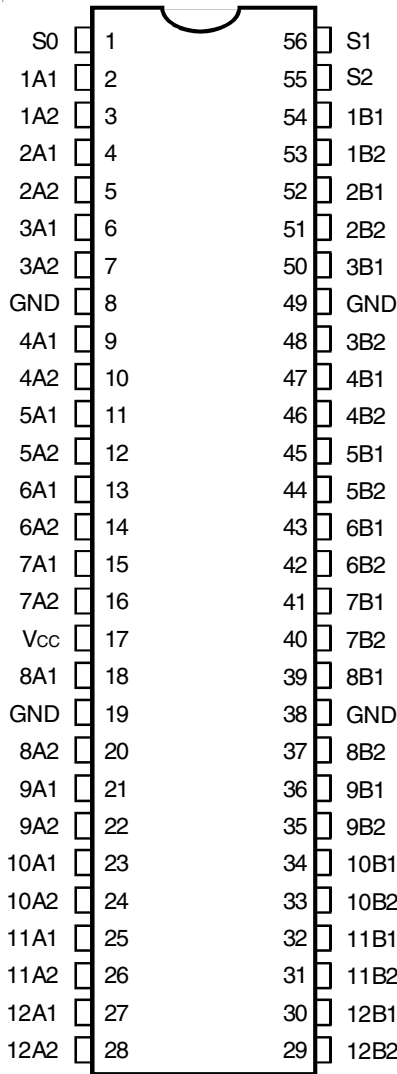 S0 1 56 S1
1A1 2 55 S2
1A2 3 54 1B1
2A1 4 53 1B2
2A2 5 52 2B1
3A1 6 51 2B2
3A2 7 50 3B1
GND 8 49 GND
4A1 9 48 3B2
4A2 10 47 4B1
5A1 11 46 4B2
5A2 12 45 5B1
6A1 13 44 5B2
6A2 14 43 6B1
7A1 15 42 6B2
7A2 16 41 7B1
VCC 17 40 7B2
8A1 18 39 8B1
GND 19 38 GND
8A2 20 37 8B2
9A1 21 36 9B1
9A2 22 35 9B2
10A1 23 34 10B1
10A2 24 33 10B2
11A1 25 32 11B1
11A2 26 31 11B2
12A1 27 30 12B1
12A2 28 29 12B2